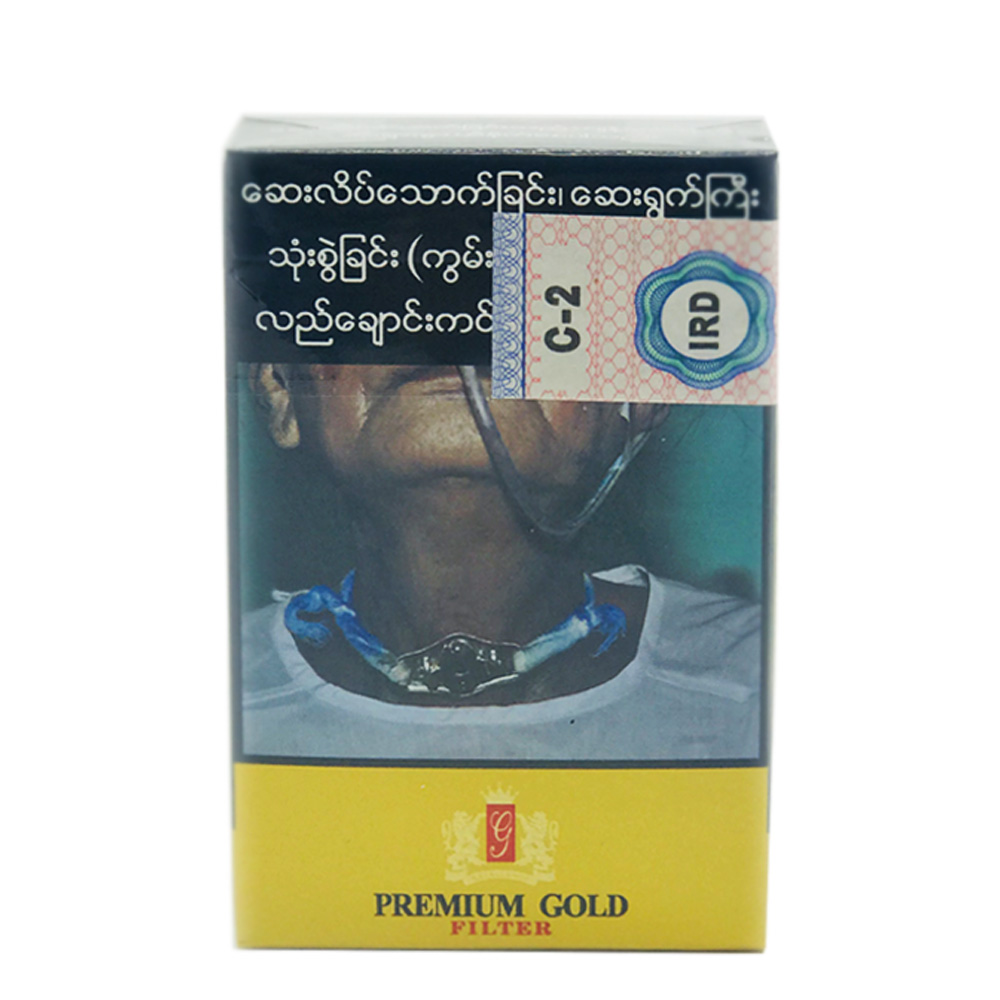 ဆေးလိပ်သောက်ခြင်း၊ ဆေးရွက်ကြီး
သုံးစွဲခြင်း (ကွမ်း
လည်ချောင်းကင်
C-2
IRD
G
PREMIUM GOLD
FILTER